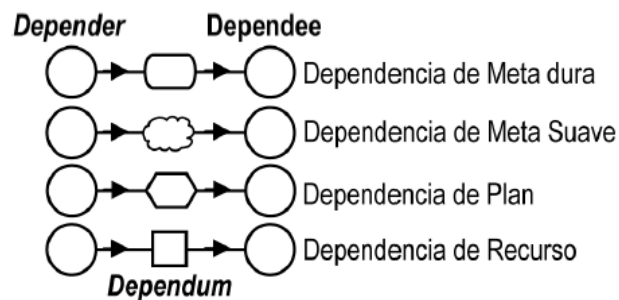 Depender Dependee
Dependencia de Meta dura
Dependencia de Meta Suave
Dependencia de Plan
Dependencia de Recurso
Dependum